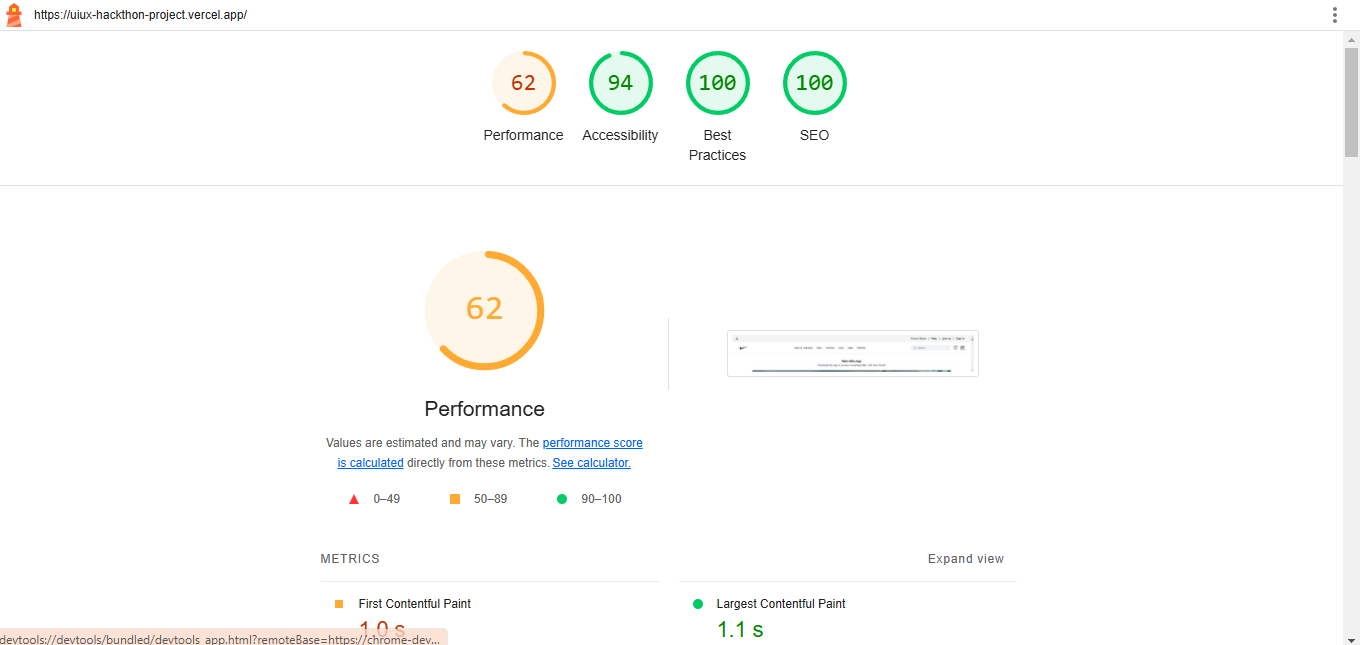 https://uiux-hackthon-project.vercel.app/
62
94
100
100
Performance
Accessibility
Best
Practices
SEO
62
Performance
Values are estimated and may vary. The performance score
is calculated directly from these metrics. See calculator.
0–49
50–89
90–100
METRICS
Expand view
First Contentful Paint
1.0 s
Largest Contentful Paint
1.1 s
devtools://devtools/bundled/devtools_app.html?remoteBase=https://chrome-dev...